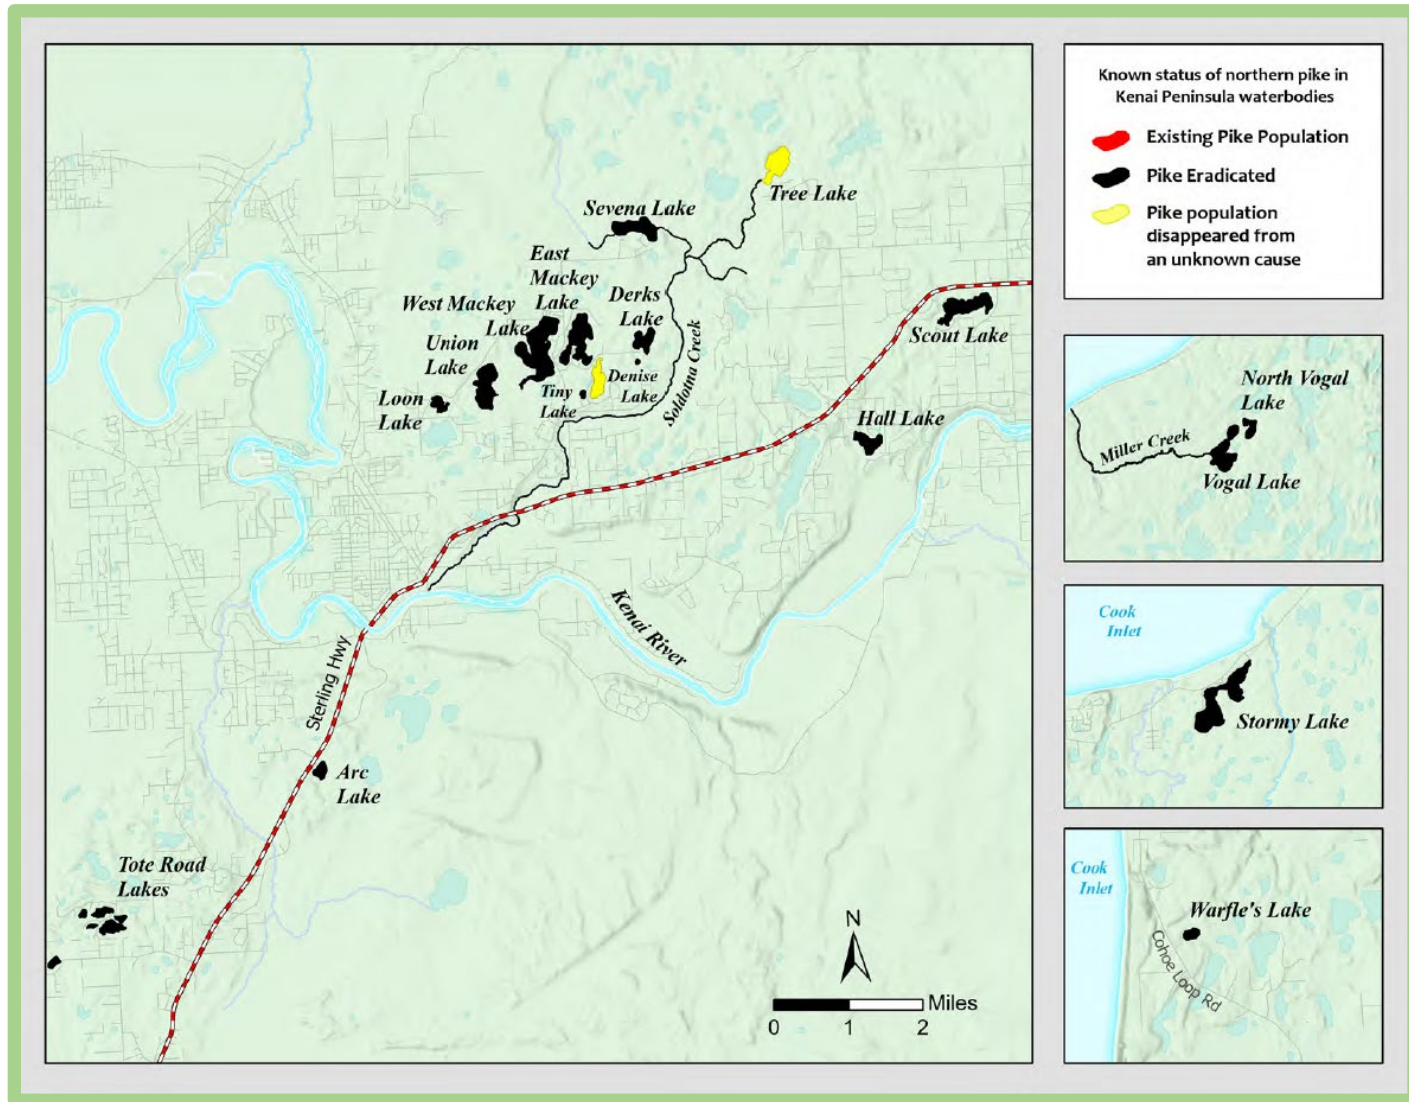 Known status of northern pike in
Kenai Peninsula waterbodies
Existing Pike Population
Pike Eradicated
Pike population
disappeared from
an unknown cause
Tree Lake
Sevena Lake
East
Mackey
Lake
Derks
Lake
West Mackey
Lake
Union
Lake
Scout Lake
Loon
Lake
Tiny
Lake
Denise
Lake
Soldotna Creek
Hall Lake
Kenai River
Sterling Hwy
Arc
Lake
Tote Road
Lakes
N
Miles
0 1 2
North Vogal
Lake
Miller Creek
Vogal Lake
Cook
Inlet
Stormy Lake
Cook
Inlet
Warfle's Lake
Cohoe Loop Rd